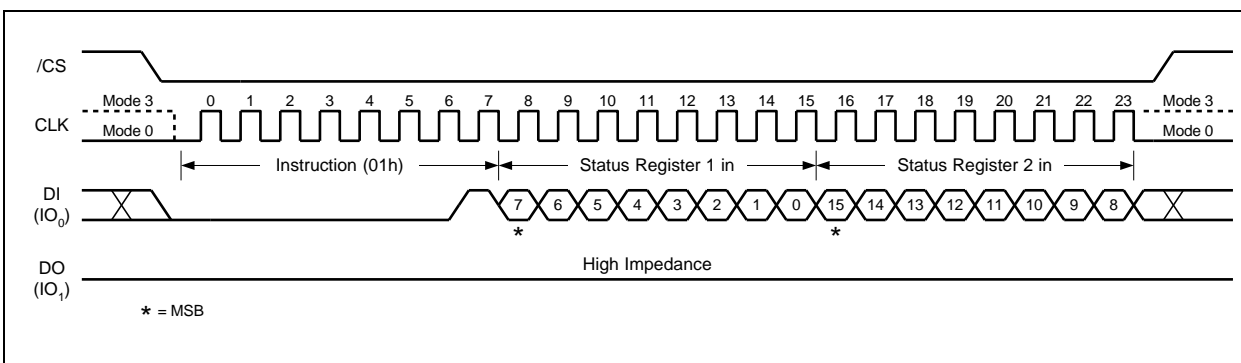 /CS
Mode 3 0 1 2 3 4 5 6 7 8 9 10 11 12 13 14 15 16 17 18 19 20 21 22 23 Mode 3
CLK
Mode 0 Mode 0
Instruction (01h) Status Register 1 in Status Register 2 in
DI
(IO0) 7 6 5 4 3 2 1 0 15 14 13 12 11 10 9 8
* *
High Impedance
DO
(IO1)
* = MSB